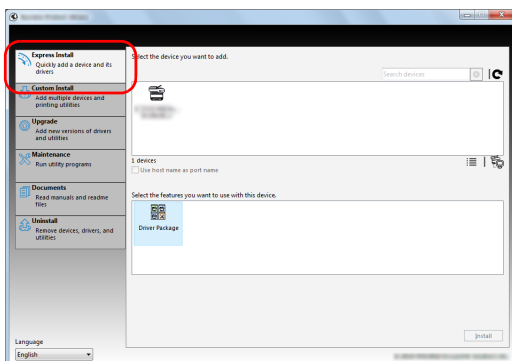 Express Install
Quickly add a device and its
drivers
Custom Install
Add multiple devices and
printing utilities
Upgrade
Add new versions of drivers
and utilities
Maintenance
Run utility programs
Documents
Read manuals and readme
files
Uninstall
Remove devices, drivers, and
utilities
Language
English
Select the device you want to add.
Search devices
1 devices
Use host name as port name
Select the features you want to use with this device.
Driver Package
Install